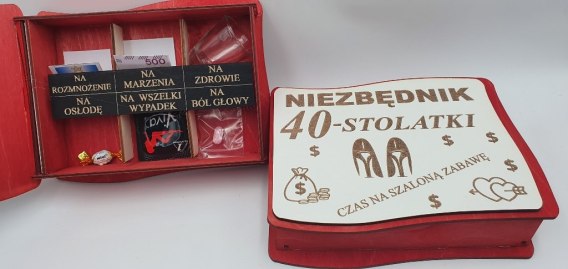 NA
ROZMNOŻENIE
NA
MARZENIA
NA
ZDROWIE
NA
OSŁODĘ
NA WSZELKI
WYPADEK
NA
BÓL GŁOWY
500
NIEZBĘDNIK
40-STOLATKI
CZAS NA SZALONĄ ZABAWĘ
$
$
$
$
$
$